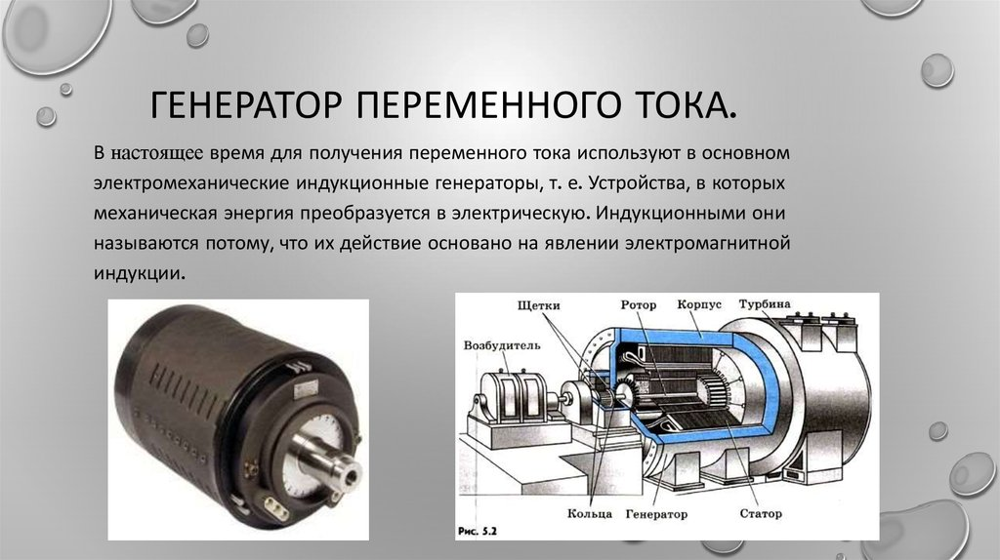 ГЕНЕРАТОР ПЕРЕМЕННОГО ТОКА.
В настоящее время для получения переменного тока используют в основном
электромеханические индукционные генераторы, т. е. Устройства, в которых
механическая энергия преобразуется в электрическую. Индукционными они
называются потому, что их действие основано на явлении электромагнитной
индукции.
Щетки Ротор Корпус Турбина
Возбудитель
Кольца Генератор Статор
Рис. 5.2